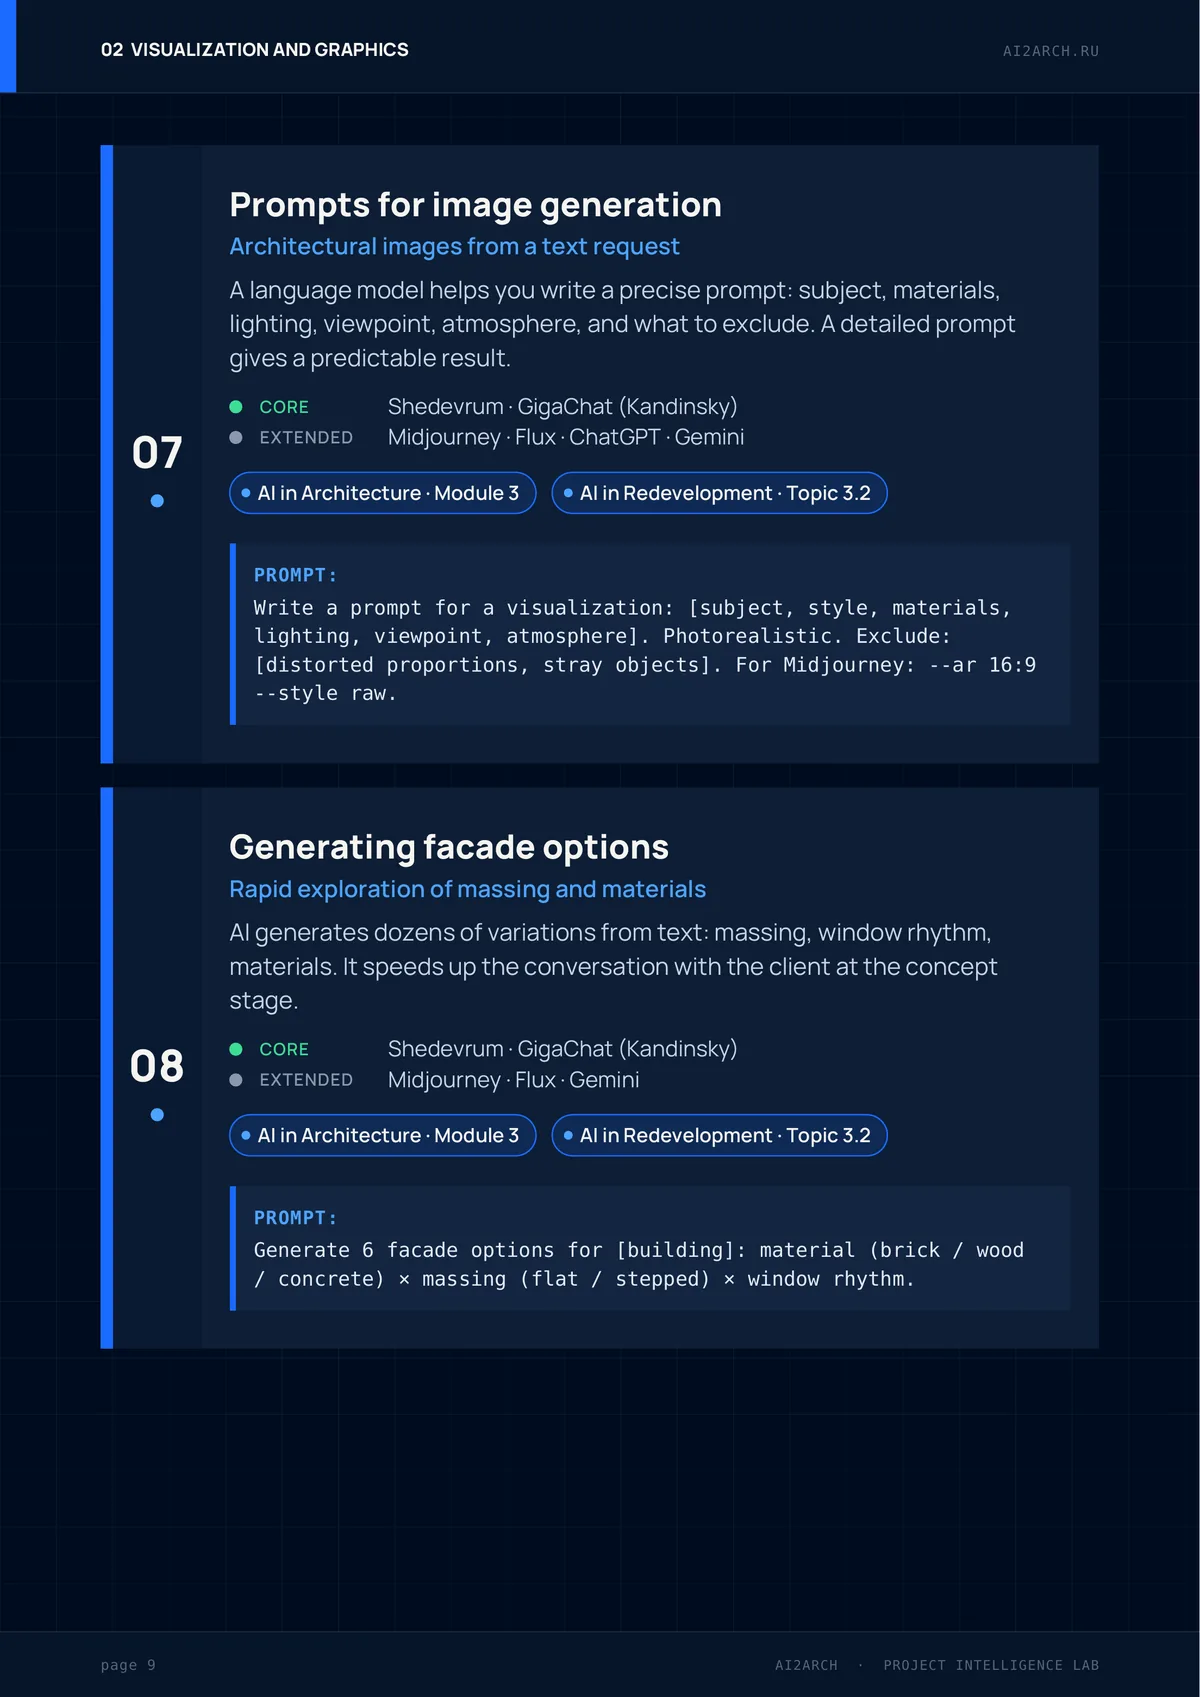 02 VISUALIZATION AND GRAPHICS
AI2ARCH.RU
07
Prompts for image generation
Architectural images from a text request
A language model helps you write a precise prompt: subject, materials,
lighting, viewpoint, atmosphere, and what to exclude. A detailed prompt
gives a predictable result.
CORE Shedevrum · GigaChat (Kandinsky)
EXTENDED Midjourney · Flux · ChatGPT · Gemini
AI in Architecture · Module 3 AI in Redevelopment · Topic 3.2
PROMPT:
Write a prompt for a visualization: [subject, style, materials,
lighting, viewpoint, atmosphere]. Photorealistic. Exclude:
[distorted proportions, stray objects]. For Midjourney: --ar 16:9
--style raw.
08
Generating facade options
Rapid exploration of massing and materials
AI generates dozens of variations from text: massing, window rhythm,
materials. It speeds up the conversation with the client at the concept
stage.
CORE Shedevrum · GigaChat (Kandinsky)
EXTENDED Midjourney · Flux · Gemini
AI in Architecture · Module 3 AI in Redevelopment · Topic 3.2
PROMPT:
Generate 6 facade options for [building]: material (brick / wood
/ concrete) × massing (flat / stepped) × window rhythm.
page 9
AI2ARCH · PROJECT INTELLIGENCE LAB